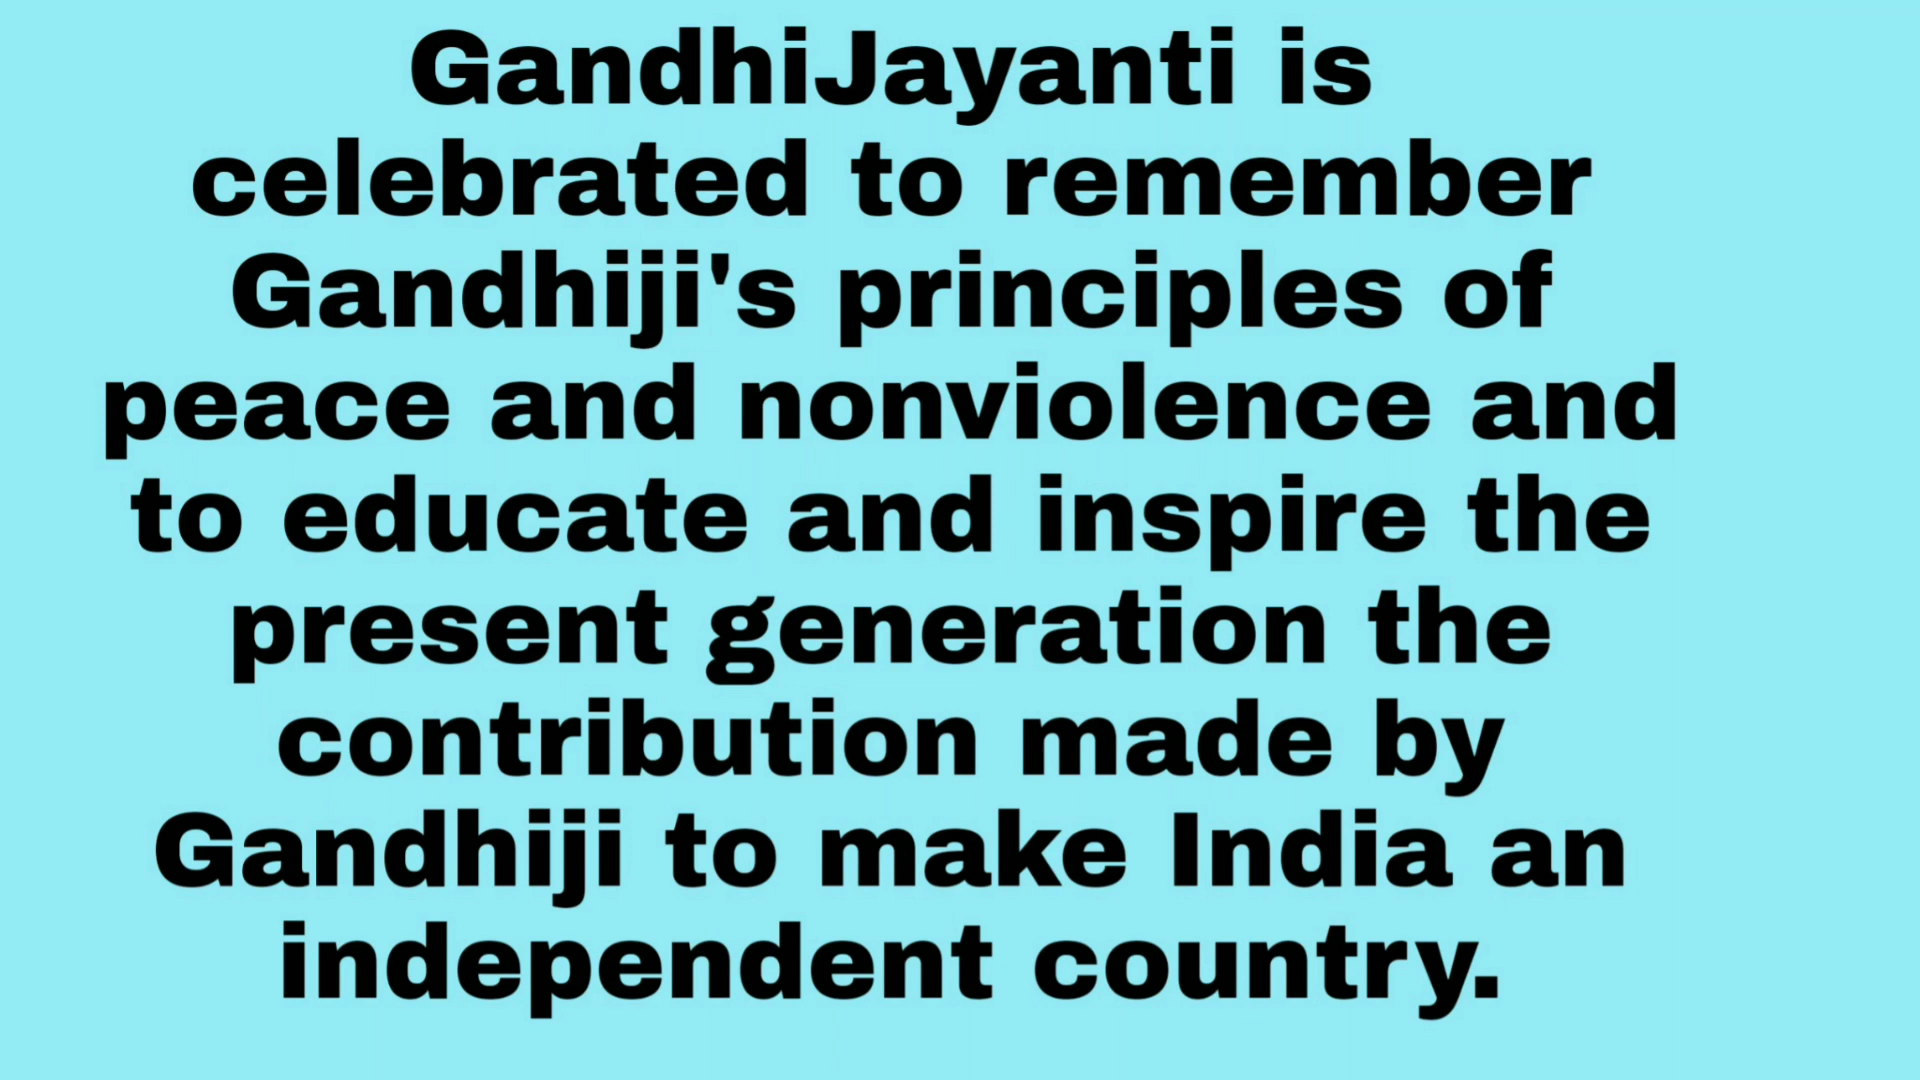 GandhiJayanti is
celebrated to remember
Gandhiji's principles of
peace and nonviolence and
to educate and inspire the
present generation the
contribution made by
Gandhiji to make India an
independent country.